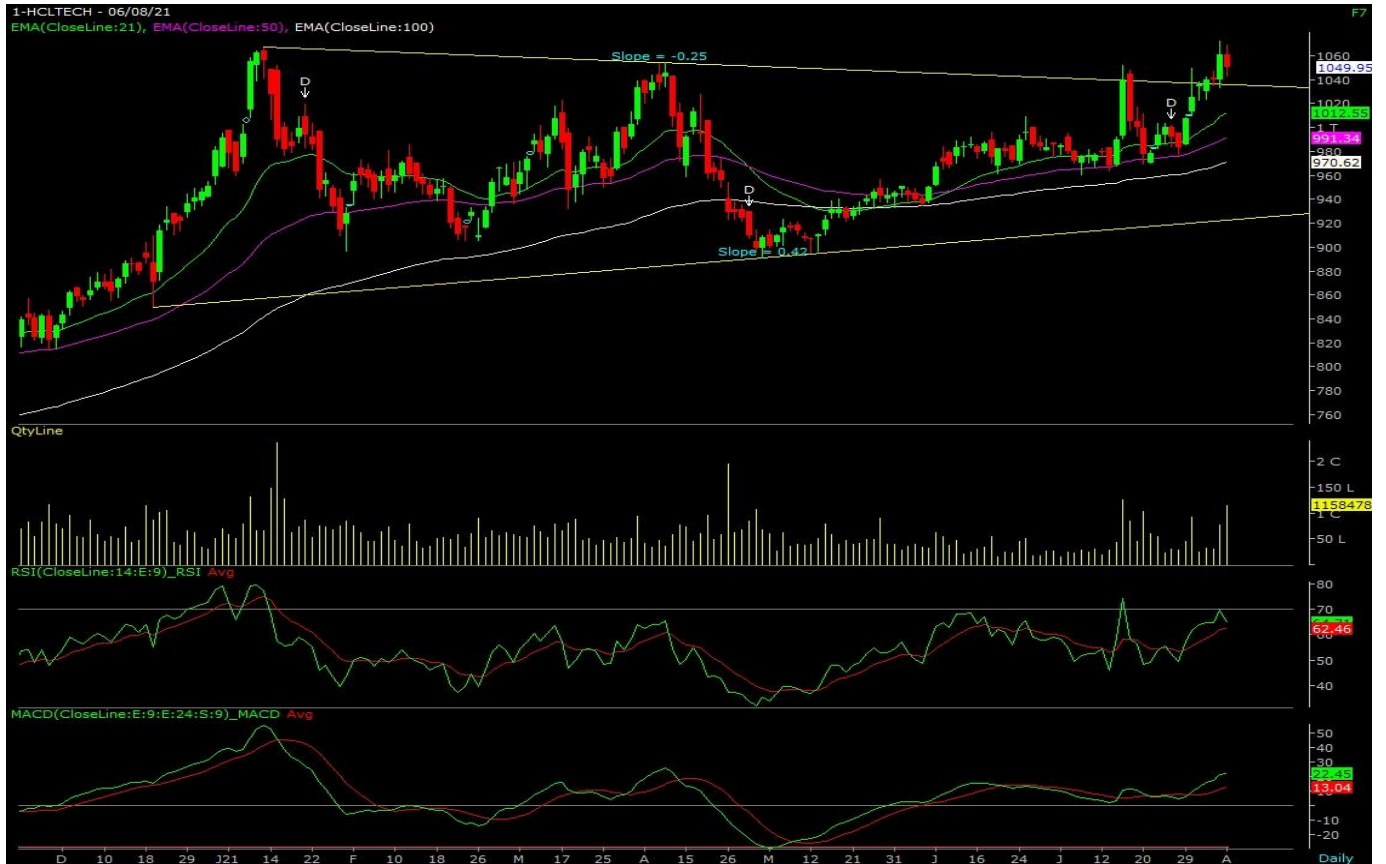 1-HCLTECH - 06/08/21 F7
EMA(CloseLine:21), EMA(CloseLine:50), EMA(CloseLine:100)
Slope = -0.25
1060
1049.95
1040
D
D
1020
1012.55
1 T
991.34
980
970.62
960
D
940
920
Slope = 0.42
900
880
860
840
820
800
780
760
QtyLine
2 C
150 L
1158478
1 C
50 L
RSI(CloseLine:14:E:9)_RSI Avg
80
70
62.46
60
50
40
MACD(CloseLine:E:9:E:24:S:9)_MACD Avg
50
40
30
22.45
13.04
-10
-20
D 10 18 29 J21 14 22 F 10 18 26 M 17 25 A 15 26 M 12 21 31 J 16 24 J 12 20 29 A Daily